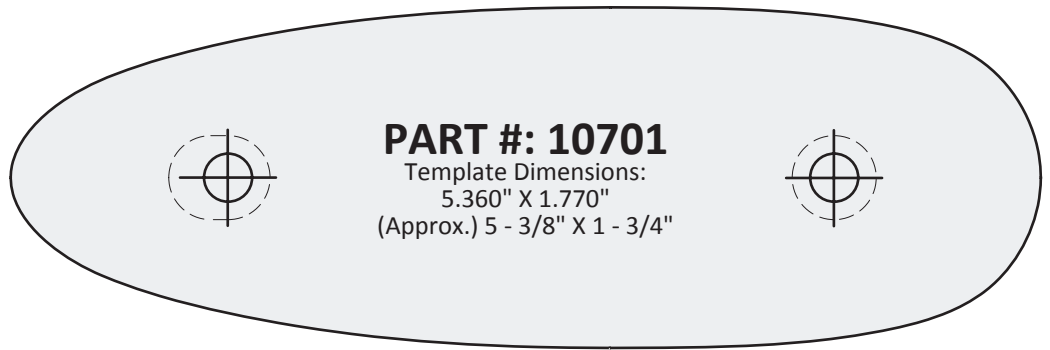 PART #: 10701
Template Dimensions:
5.360" X 1.770"
(Approx.) 5 - 3/8" X 1 - 3/4"